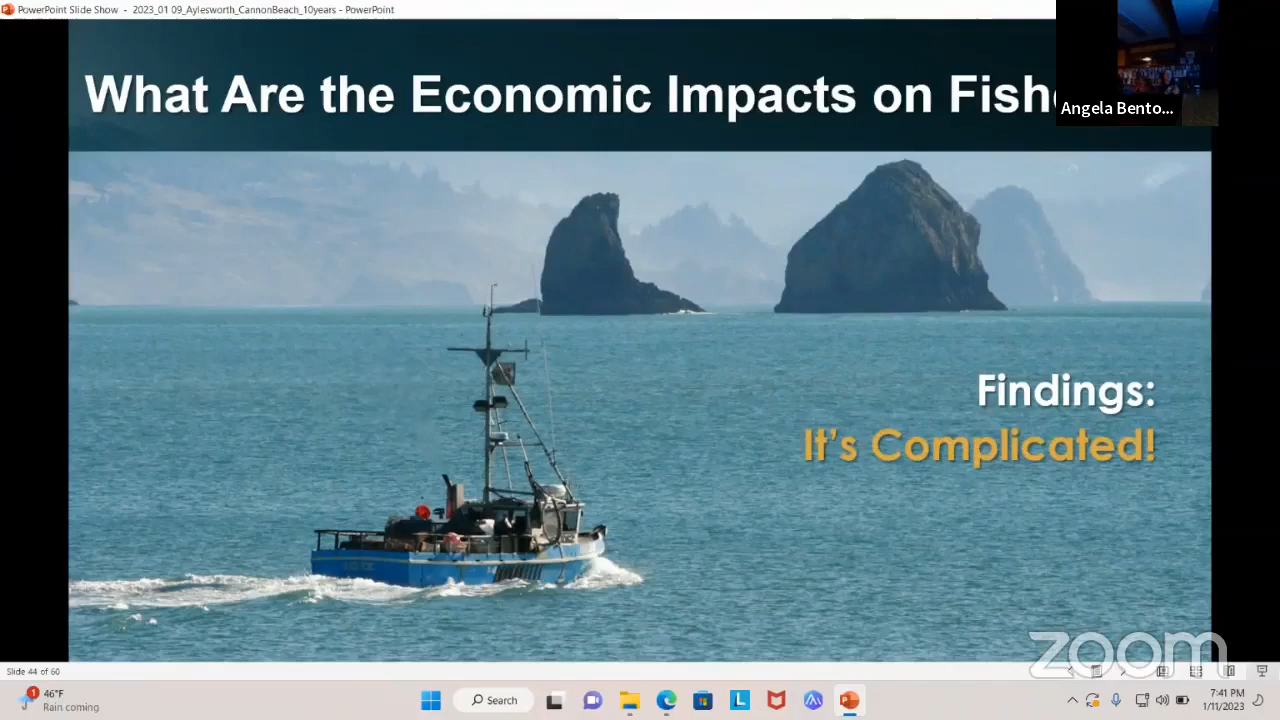 PowerPoint Slide Show - 2023_01 09_Aylesworth_CannonBeach_10years - PowerPoint
What Are the Economic Impacts on Fishe
Angela Bento...
Findings:
It's Complicated!
zoom
Slide 44 of 60
1
46°F
Rain coming
Search
L
7:41 PM
1/11/2023